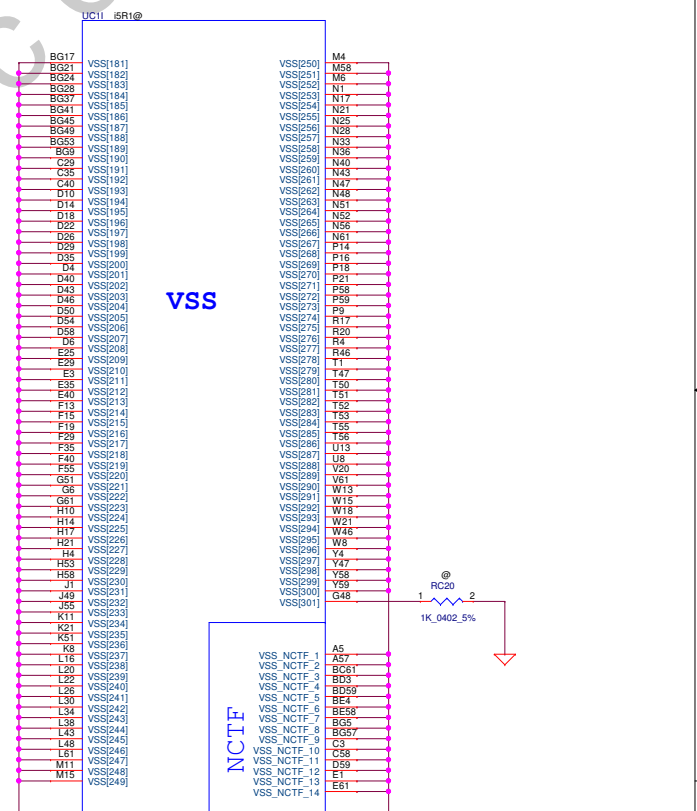 UC1I i5R1@
BG17 VSS[181] VSS[250] M4
BG21 VSS[182] VSS[251] M58
BG24 VSS[183] VSS[252] M6
BG28 VSS[184] VSS[253] N1
BG37 VSS[185] VSS[254] N17
BG41 VSS[186] VSS[255] N21
BG45 VSS[187] VSS[256] N25
BG49 VSS[188] VSS[257] N28
BG53 VSS[189] VSS[258] N33
BG9 VSS[190] VSS[259] N36
C29 VSS[191] VSS[260] N40
C35 VSS[192] VSS[261] N43
C40 VSS[193] VSS[262] N47
D10 VSS[194] VSS[263] N48
D14 VSS[195] VSS[264] N51
D18 VSS[196] VSS[265] N52
D22 VSS[197] VSS[266] N56
D26 VSS[198] VSS[267] N61
D29 VSS[199] VSS[268] P14
D35 VSS[200] VSS[269] P16
D4 VSS[201] VSS[270] P18
D40 VSS[202] VSS[271] P21
D43 VSS[203] VSS[272] P58
D46 VSS[204] VSS[273] P59
D50 VSS[205] VSS[274] P9
D54 VSS[206] VSS[275] R17
D58 VSS[207] VSS[276] R20
D6 VSS[208] VSS[277] R4
E25 VSS[209] VSS[278] R46
E29 VSS[210] VSS[279] T1
E3 VSS[211] VSS[280] T47
E35 VSS[212] VSS[281] T50
E40 VSS[213] VSS[282] T51
F13 VSS[214] VSS[283] T52
F15 VSS[215] VSS[284] T53
F19 VSS[216] VSS[285] T55
F29 VSS[217] VSS[286] T56
F35 VSS[218] VSS[287] U13
F40 VSS[219] VSS[288] U8
F55 VSS[220] VSS[289] V20
G51 VSS[221] VSS[290] V61
G6 VSS[222] VSS[291] W13
G61 VSS[223] VSS[292] W15
H10 VSS[224] VSS[293] W18
H14 VSS[225] VSS[294] W21
H17 VSS[226] VSS[295] W46
H21 VSS[227] VSS[296] W8
H4 VSS[228] VSS[297] Y4
H53 VSS[229] VSS[298] Y47
H58 VSS[230] VSS[299] Y58
J1 VSS[231] VSS[300] Y59
J49 VSS[232] VSS[301] G48
J55 VSS[233]
K11 VSS[234]
K21 VSS[235]
K51 VSS[236]
K8 VSS[237]
L16 VSS[238]
L20 VSS[239]
L22 VSS[240]
L26 VSS[241]
L30 VSS[242]
L34 VSS[243]
L38 VSS[244]
L43 VSS[245]
L48 VSS[246]
L61 VSS[247]
M11 VSS[248]
M15 VSS[249]
VSS
@
RC20
1 2
1K_0402_5%
NCTF
VSS_NCTF_1 A5
VSS_NCTF_2 A57
VSS_NCTF_3 BC61
VSS_NCTF_4 BD3
VSS_NCTF_5 BD59
VSS_NCTF_6 BE4
VSS_NCTF_7 BE58
VSS_NCTF_8 BG5
VSS_NCTF_9 BG57
VSS_NCTF_10 C3
VSS_NCTF_11 C58
VSS_NCTF_12 D59
VSS_NCTF_13 E1
VSS_NCTF_14 E61